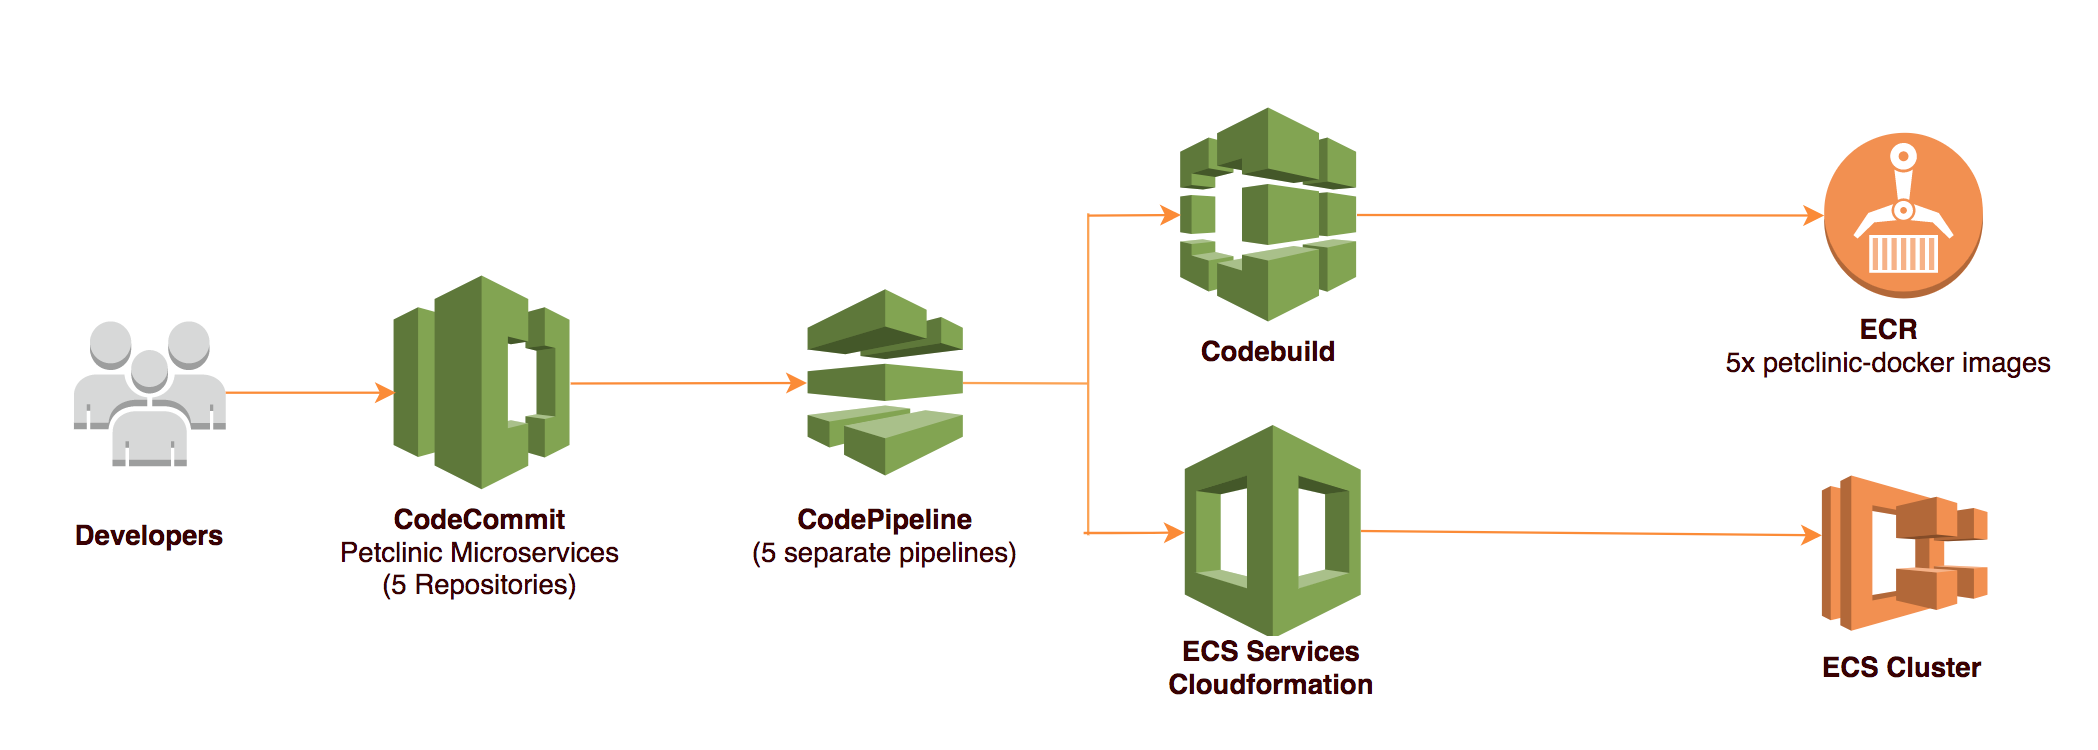 Developers
CodeCommit
Petclinic Microservices
(5 Repositories)
CodePipeline
(5 separate pipelines)
Codebuild
ECS Services
Cloudformation
ECR
5x petclinic-docker images
ECS Cluster